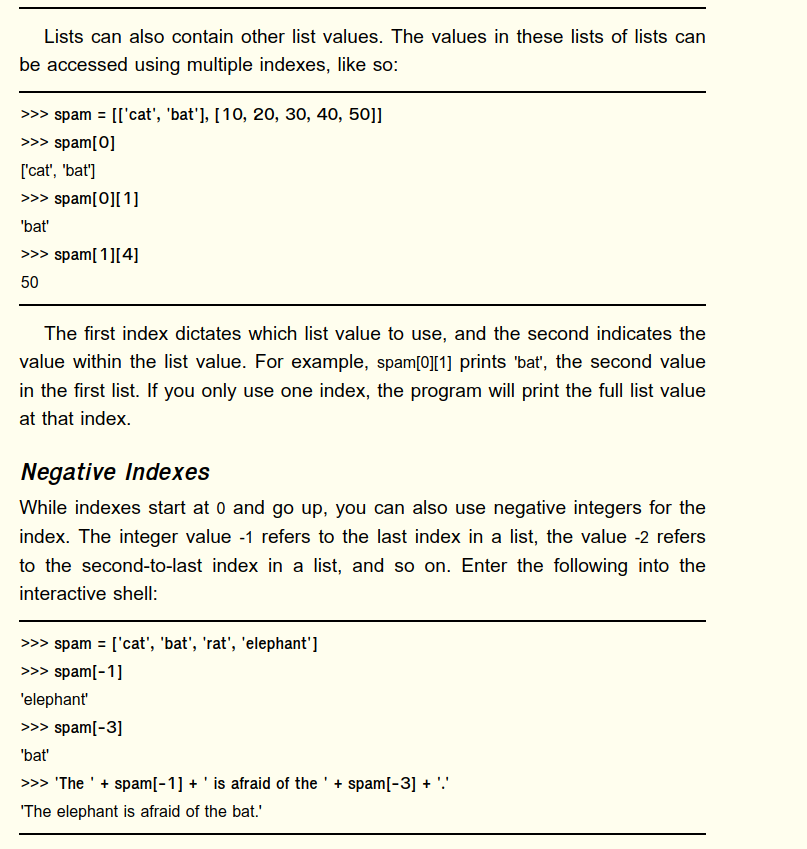 Lists can also contain other list values. The values in these lists of lists can
be accessed using multiple indexes, like so:
>>> spam = [['cat', 'bat'], [10, 20, 30, 40, 50]]
>>> spam[0]
['cat', 'bat']
>>> spam[0][1]
'bat'
>>> spam[1][4]
50
The first index dictates which list value to use, and the second indicates the
value within the list value. For example, spam[0][1] prints 'bat', the second value
in the first list. If you only use one index, the program will print the full list value
at that index.
Negative Indexes
While indexes start at 0 and go up, you can also use negative integers for the
index. The integer value -1 refers to the last index in a list, the value -2 refers
to the second-to-last index in a list, and so on. Enter the following into the
interactive shell:
>>> spam = ['cat', 'bat', 'rat', 'elephant']
>>> spam[-1]
'elephant'
>>> spam[-3]
'bat'
>>> 'The ' + spam[-1] + ' is afraid of the ' + spam[-3] + '.'
'The elephant is afraid of the bat.'